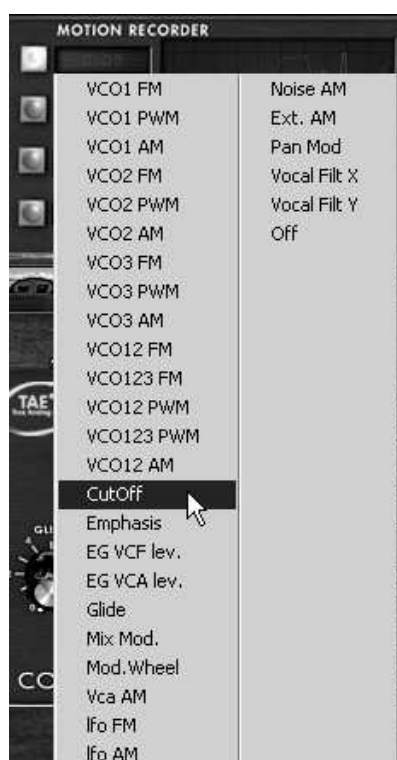 MOTION RECORDER
VCO1 FM
VCO1 PWM
VCO1 AM
VCO2 FM
VCO2 PWM
VCO2 AM
VCO3 FM
VCO3 PWM
VCO3 AM
VCO12 FM
VCO123 FM
VCO12 PWM
VCO123 PWM
VCO12 AM
CutOff
Emphasis
EG VCF lev.
EG VCA lev.
Glide
Mix Mod.
Mod.Wheel
Vca AM
lfo FM
lfo AM
Noise AM
Ext. AM
Pan Mod
Vocal Filt X
Vocal Filt Y
Off
TAE